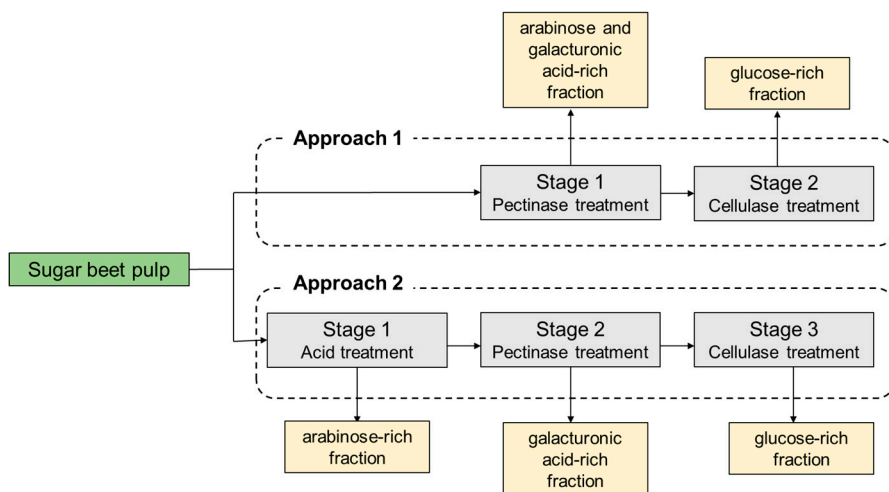 arabinose and
galacturonic
acid-rich
fraction
glucose-rich
fraction
Approach 1
Stage 1
Pectinase treatment
Stage 2
Cellulase treatment
Sugar beet pulp
Approach 2
Stage 1
Acid treatment
Stage 2
Pectinase treatment
Stage 3
Cellulase treatment
arabinose-rich
fraction
galacturonic
acid-rich
fraction
glucose-rich
fraction